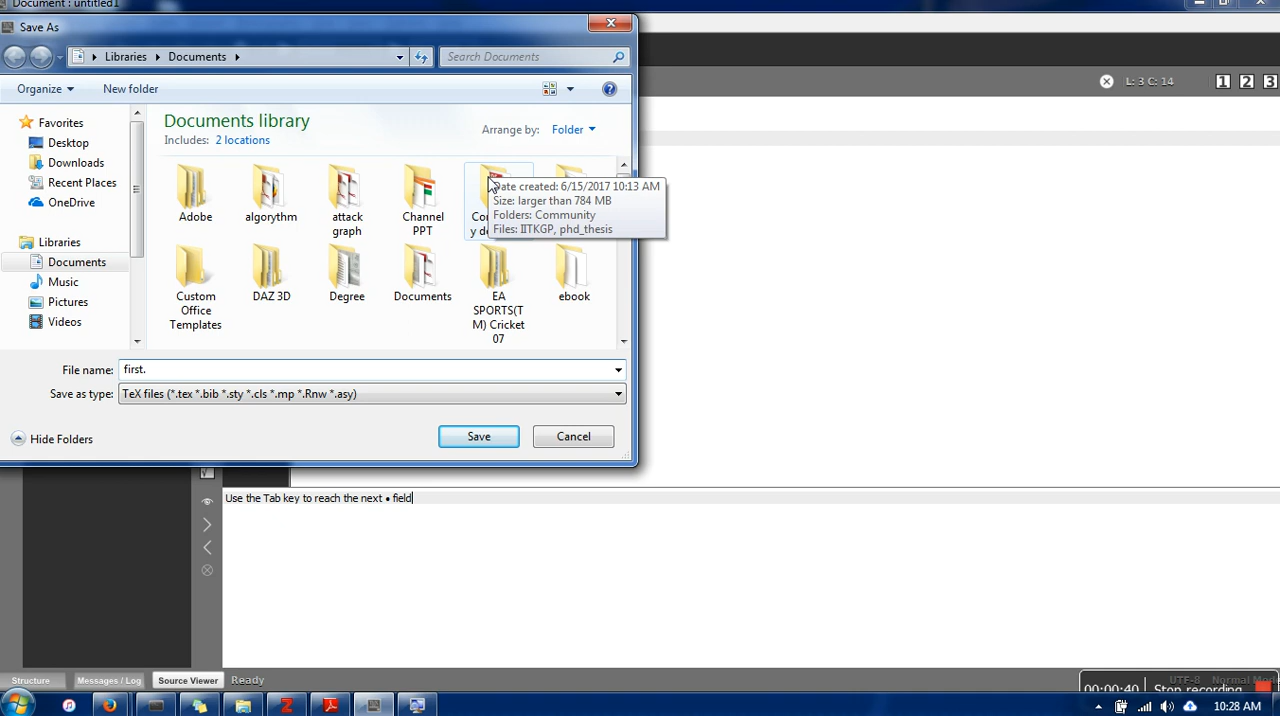 Document : untitled1
Save As
Libraries Documents
Search Documents
L: 3 C: 14
1 2 3
Organize New folder
Documents library
Includes: 2 locations
Arrange by: Folder
Favorites
Desktop
Downloads
Recent Places
OneDrive
Libraries
Documents
Music
Pictures
Videos
Adobe
algorythm
attack
graph
Channel
PPT
Date created: 6/15/2017 10:13 AM
Size: larger than 784 MB
Folders: Community
Files: IITKGP, phd_thesis
Custom
Office
Templates
DAZ 3D
Degree
Documents
EA
SPORTS(T
M) Cricket
07
ebook
File name: first.
Save as type: TeX files (*.tex *.bib *.sty *.cls *.mp *.Rnw *.asy)
Hide Folders
Save
Cancel
Use the Tab key to reach the next • field
Structure Messages / Log Source Viewer Ready
UTF-8 Normal Mode
00:00:40 Stop recording
10:28 AM